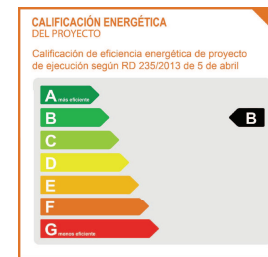 CALIFICACIÓN ENERGÉTICA
DEL PROYECTO
Calificación de eficiencia energética de proyecto
de ejecución según RD 235/2013 de 5 de abril
A más eficiente
B B
C
D
E
F
G menos eficiente